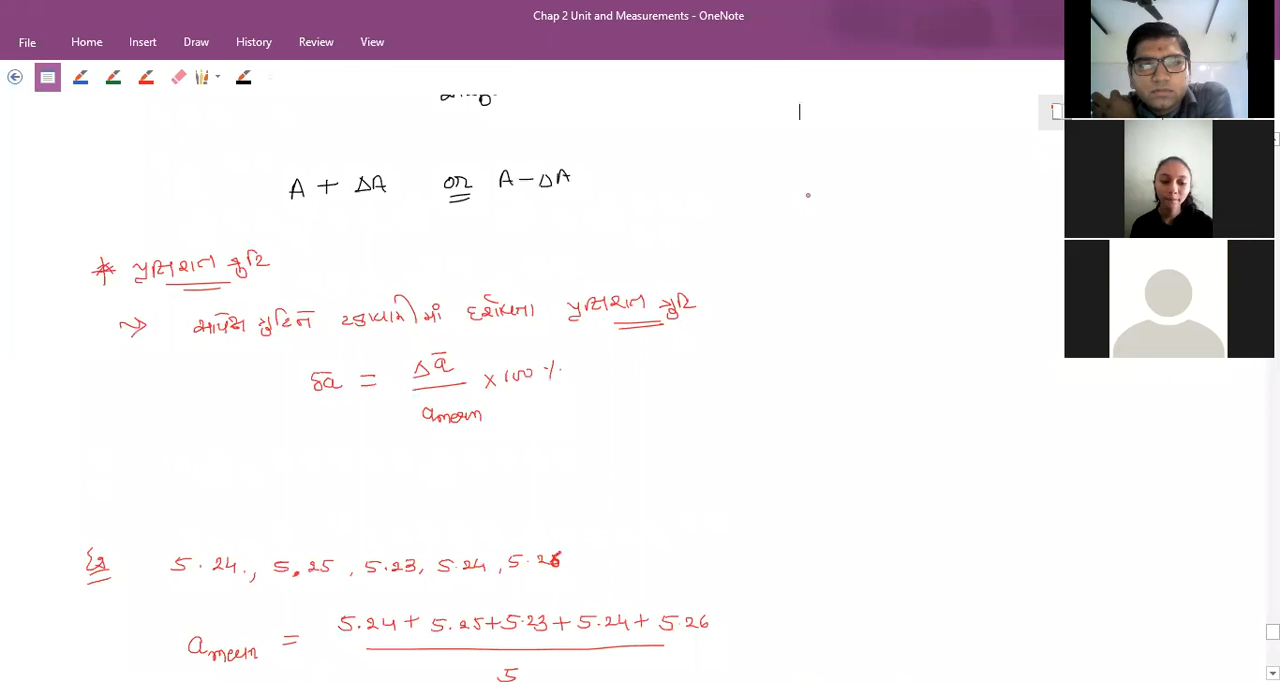 Chap 2 Unit and Measurements - OneNote
File Home Insert Draw History Review View
A + ΔA or A - ΔA
* પ્રતિશત ત્રુટિ
→ સાપેક્ષ ત્રુટિને ટકાવારીમાં દર્શાવતા પ્રતિશત ત્રુટિ
δa = Δā / amean × 100 %
Ex 5.24, 5.25, 5.23, 5.24, 5.26
amean = 5.24 + 5.25 + 5.23 + 5.24 + 5.26
5